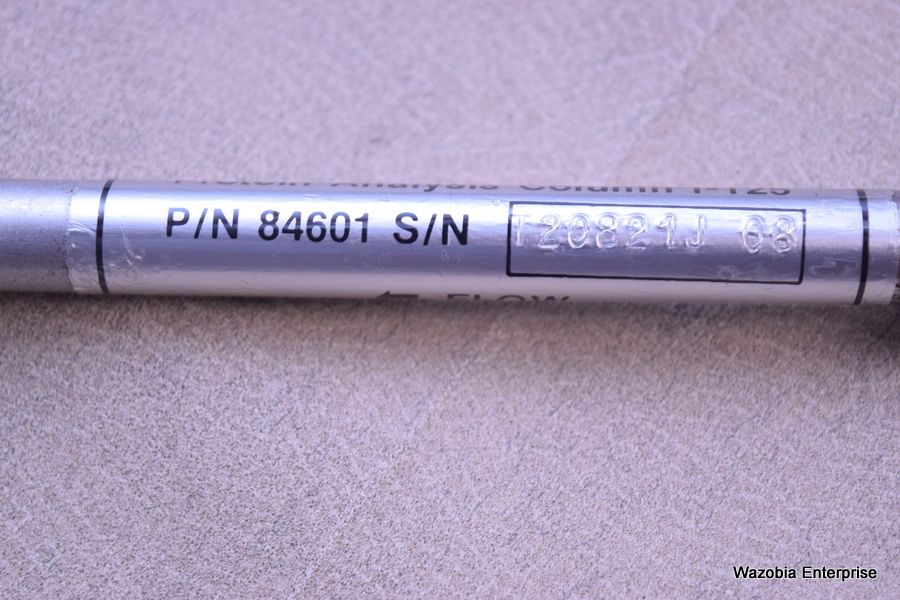 Protein Analysis Column I-125
P/N 84601 S/N T20821J 08
← FLOW
Wazobia Enterprise